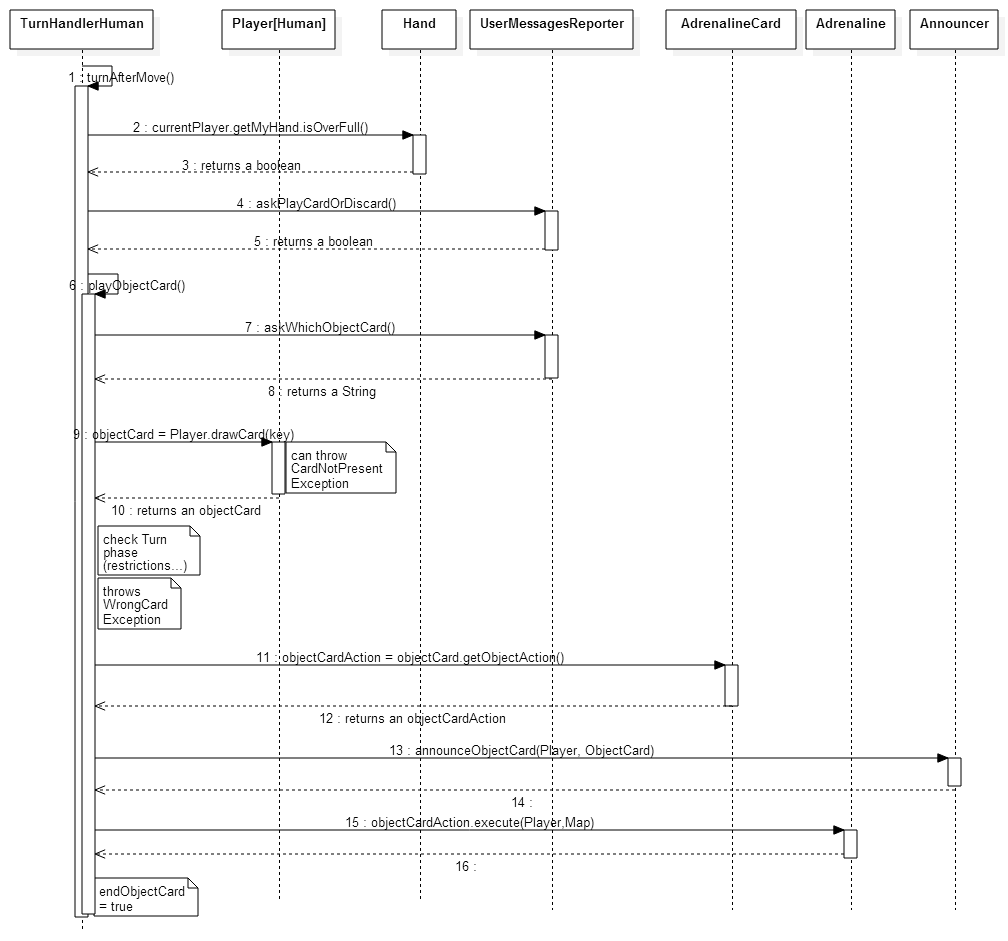 TurnHandlerHuman
Player[Human]
Hand
UserMessagesReporter
AdrenalineCard
Adrenaline
Announcer
1 : turnAfterMove()
2 : currentPlayer.getMyHand.isOverFull()
3 : returns a boolean
4 : askPlayCardOrDiscard()
5 : returns a boolean
6 : playObjectCard()
7 : askWhichObjectCard()
8 : returns a String
9 : objectCard = Player.drawCard(key)
can throw
CardNotPresent
Exception
10 : returns an objectCard
check Turn
phase
(restrictions...)
throws
WrongCard
Exception
11 : objectCardAction = objectCard.getObjectAction()
12 : returns an objectCardAction
13 : announceObjectCard(Player, ObjectCard)
14 :
15 : objectCardAction.execute(Player,Map)
16 :
endObjectCard
= true